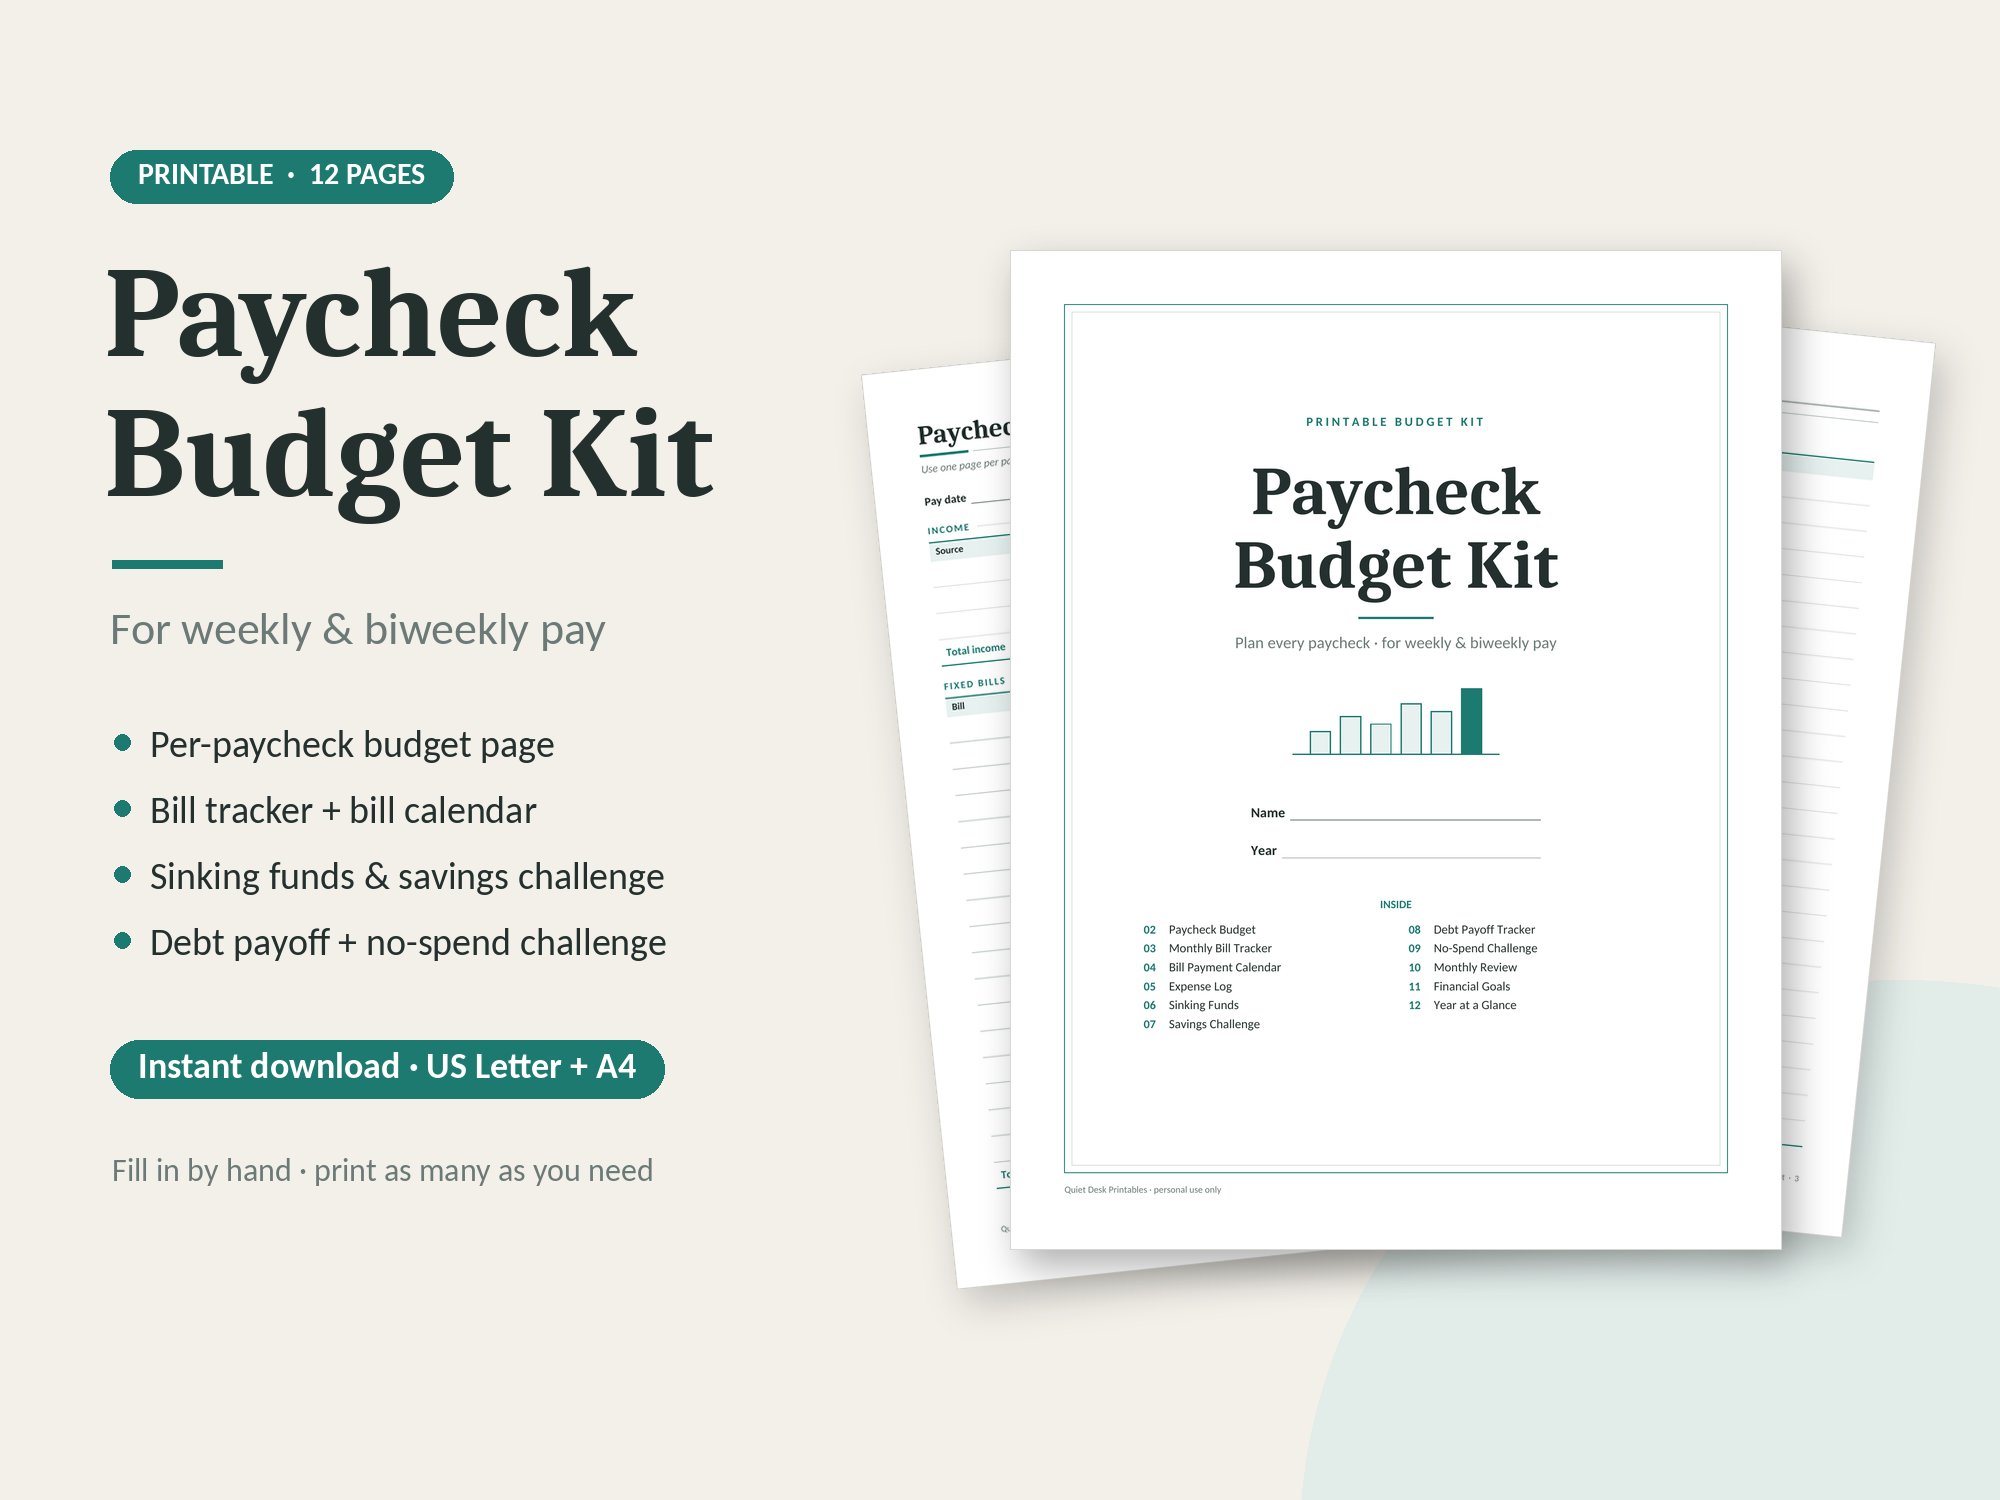 PRINTABLE · 12 PAGES
Paycheck
Budget Kit
For weekly & biweekly pay
Per-paycheck budget page
Bill tracker + bill calendar
Sinking funds & savings challenge
Debt payoff + no-spend challenge
Instant download · US Letter + A4
Fill in by hand · print as many as you need
Use one page per
Pay date
INCOME
Source
Total income
FIXED BILLS
Bill
PRINTABLE BUDGET KIT
Paycheck
Budget Kit
Plan every paycheck · for weekly & biweekly pay
Name
Year
INSIDE
02 Paycheck Budget
03 Monthly Bill Tracker
04 Bill Payment Calendar
05 Expense Log
06 Sinking Funds
07 Savings Challenge
08 Debt Payoff Tracker
09 No-Spend Challenge
10 Monthly Review
11 Financial Goals
12 Year at a Glance
Quiet Desk Printables · personal use only
· 3